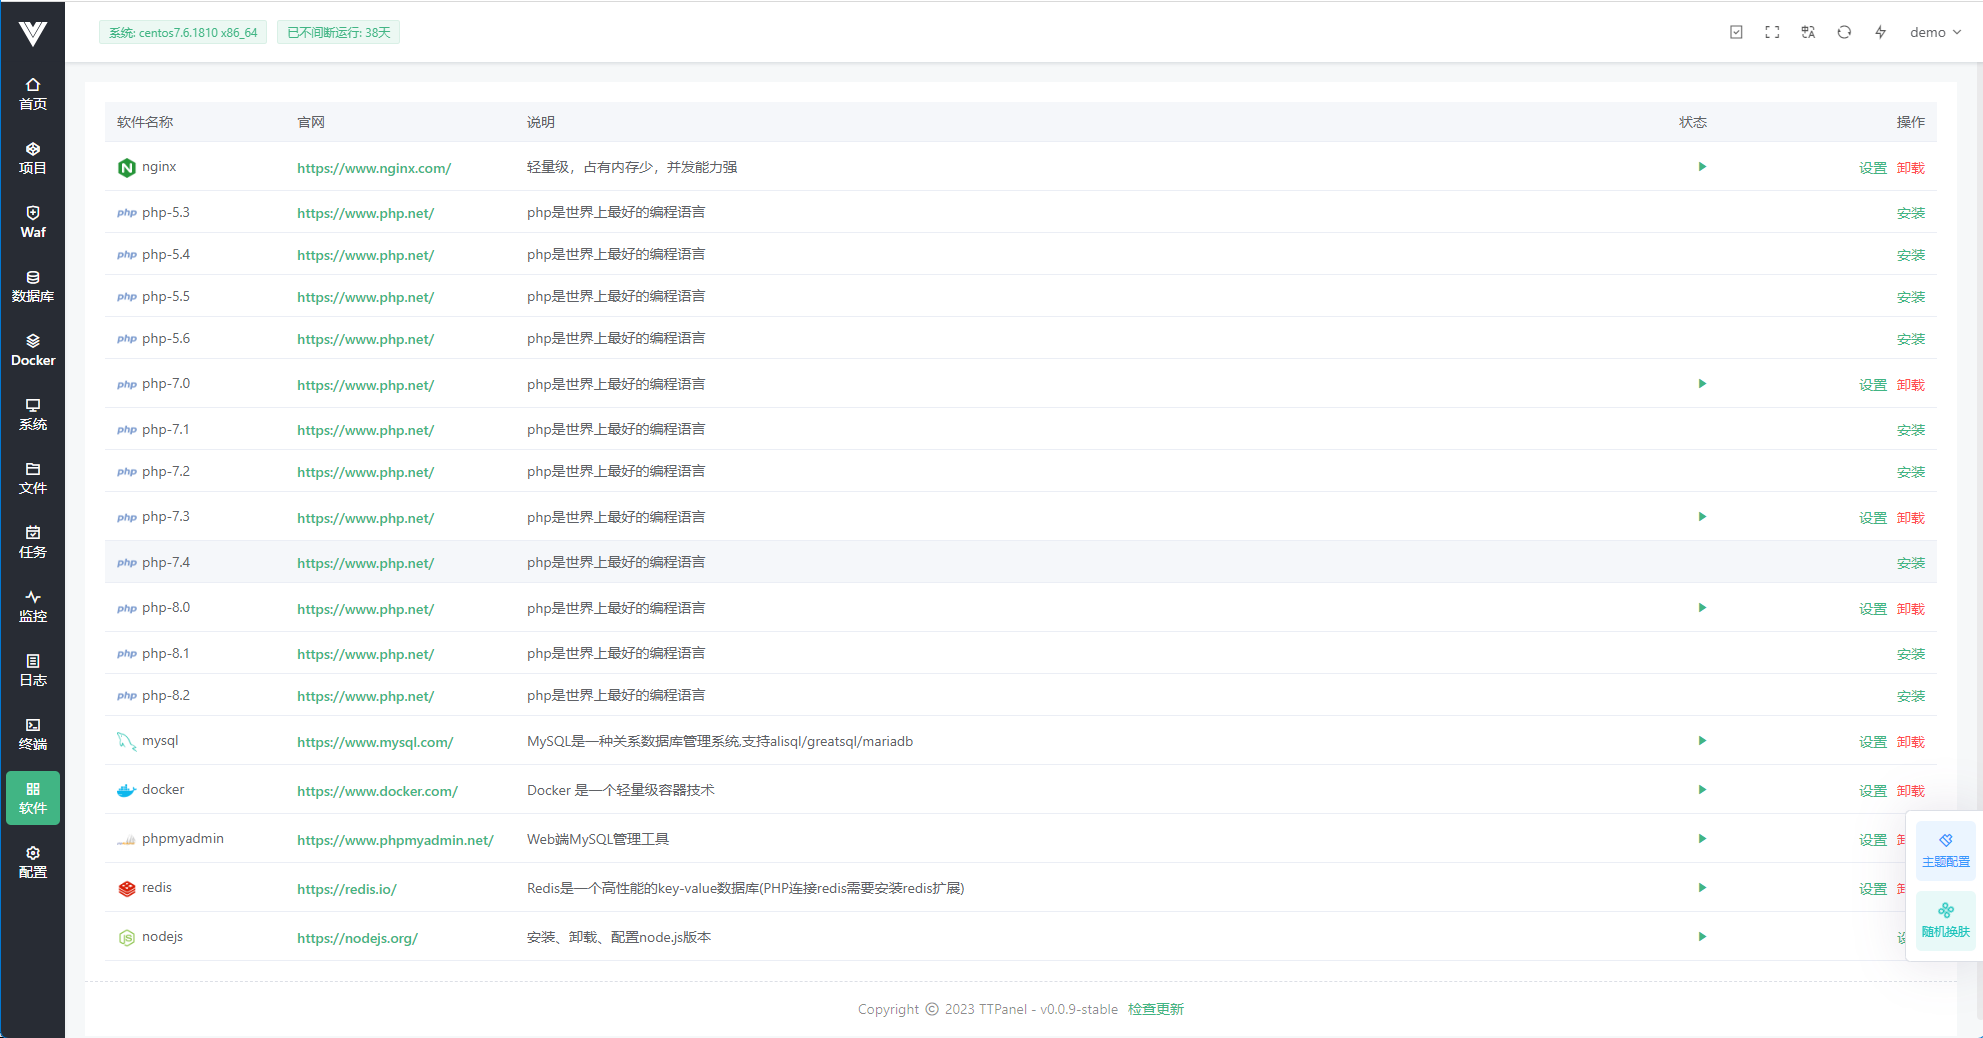 系统: centos7.6.1810 x86_64 已不间断运行: 38天 demo
首页
项目
Waf
数据库
Docker
系统
文件
任务
监控
日志
终端
软件
配置
软件名称 官网 说明 状态 操作
nginx https://www.nginx.com/ 轻量级，占有内存少，并发能力强 设置 卸载
php php-5.3 https://www.php.net/ php是世界上最好的编程语言 安装
php php-5.4 https://www.php.net/ php是世界上最好的编程语言 安装
php php-5.5 https://www.php.net/ php是世界上最好的编程语言 安装
php php-5.6 https://www.php.net/ php是世界上最好的编程语言 安装
php php-7.0 https://www.php.net/ php是世界上最好的编程语言 设置 卸载
php php-7.1 https://www.php.net/ php是世界上最好的编程语言 安装
php php-7.2 https://www.php.net/ php是世界上最好的编程语言 安装
php php-7.3 https://www.php.net/ php是世界上最好的编程语言 设置 卸载
php php-7.4 https://www.php.net/ php是世界上最好的编程语言 安装
php php-8.0 https://www.php.net/ php是世界上最好的编程语言 设置 卸载
php php-8.1 https://www.php.net/ php是世界上最好的编程语言 安装
php php-8.2 https://www.php.net/ php是世界上最好的编程语言 安装
mysql https://www.mysql.com/ MySQL是一种关系数据库管理系统,支持alisql/greatsql/mariadb 设置 卸载
docker https://www.docker.com/ Docker 是一个轻量级容器技术 设置 卸载
phpmyadmin https://www.phpmyadmin.net/ Web端MySQL管理工具 设置
redis https://redis.io/ Redis是一个高性能的key-value数据库(PHP连接redis需要安装redis扩展) 设置
nodejs https://nodejs.org/ 安装、卸载、配置node.js版本
主题配置
随机换肤
Copyright © 2023 TTPanel - v0.0.9-stable 检查更新